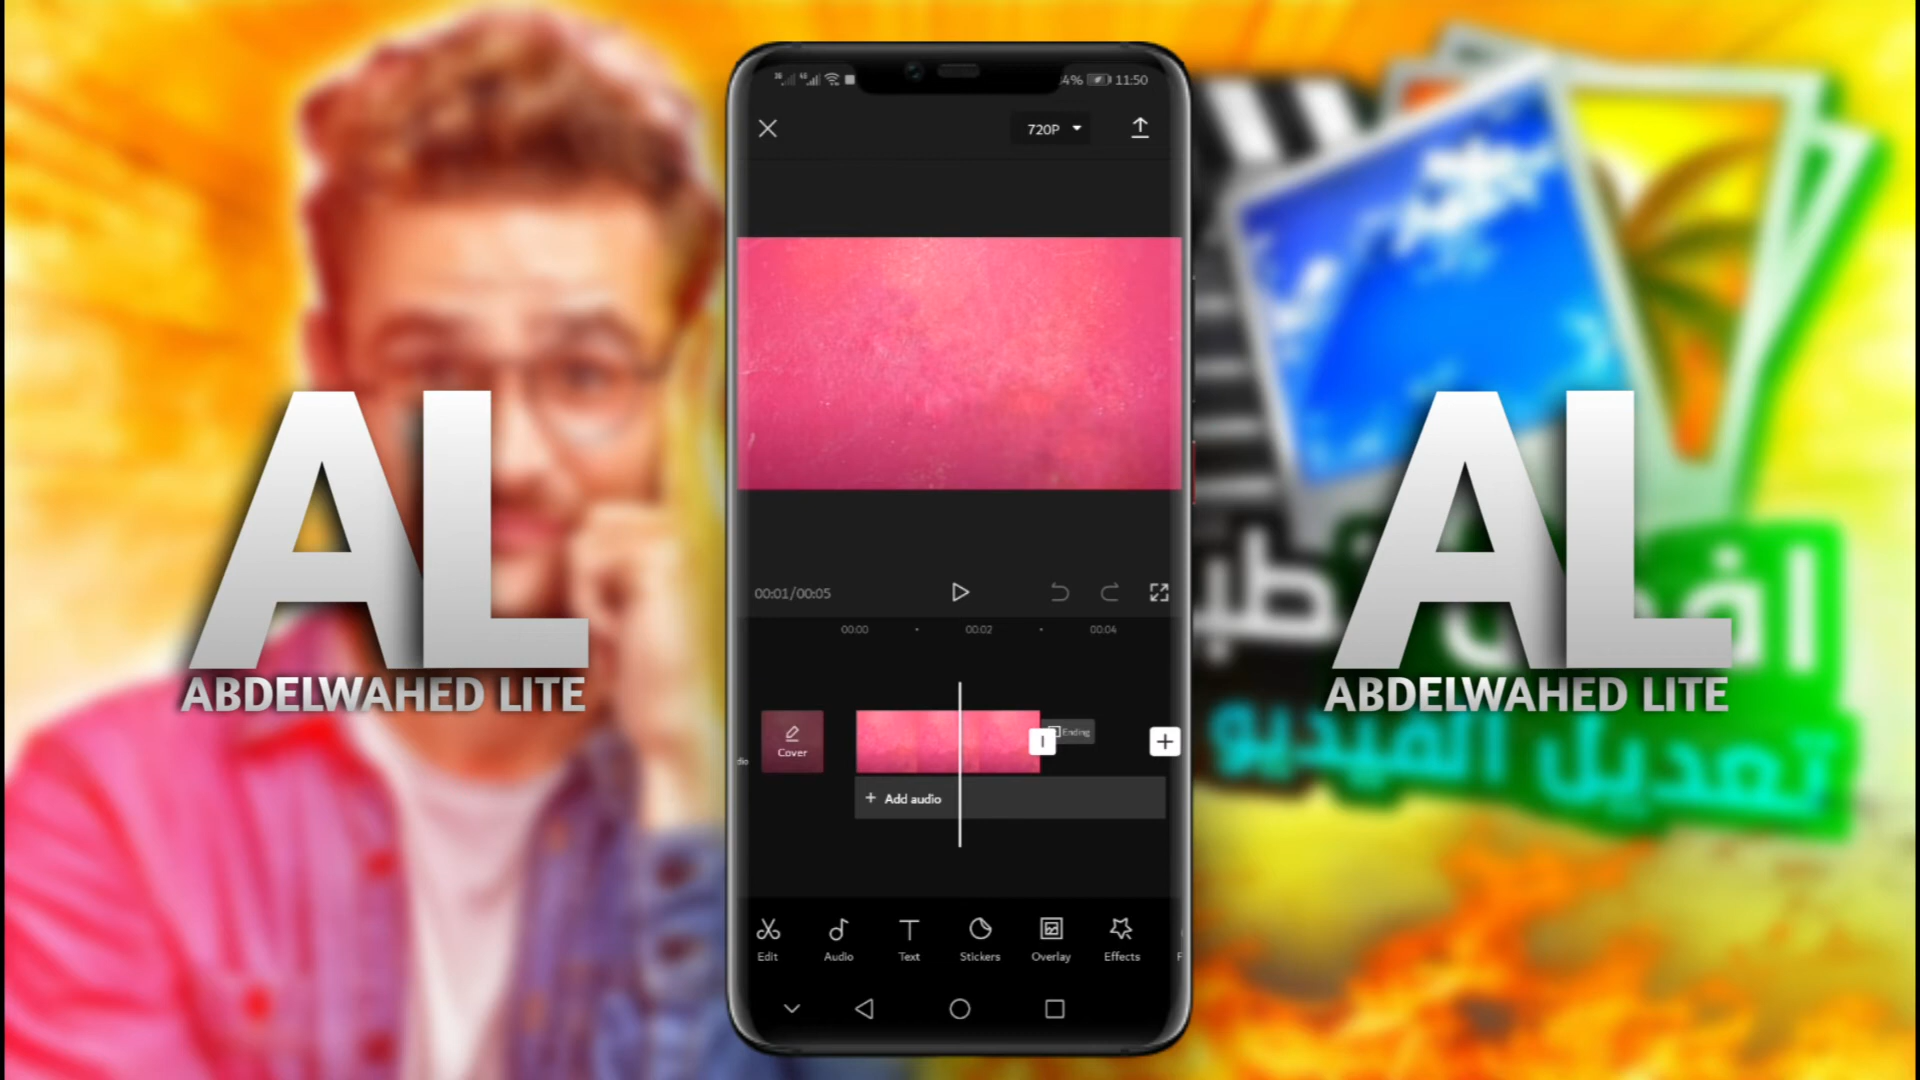 4% 11:50
720P
00:01/00:05
00:00
00:02
00:04
Cover
Ending
+ Add audio
Edit
Audio
Text
Stickers
Overlay
Effects
AL
ABDELWAHED LITE
AL
ABDELWAHED LITE
تعديل الفيديو